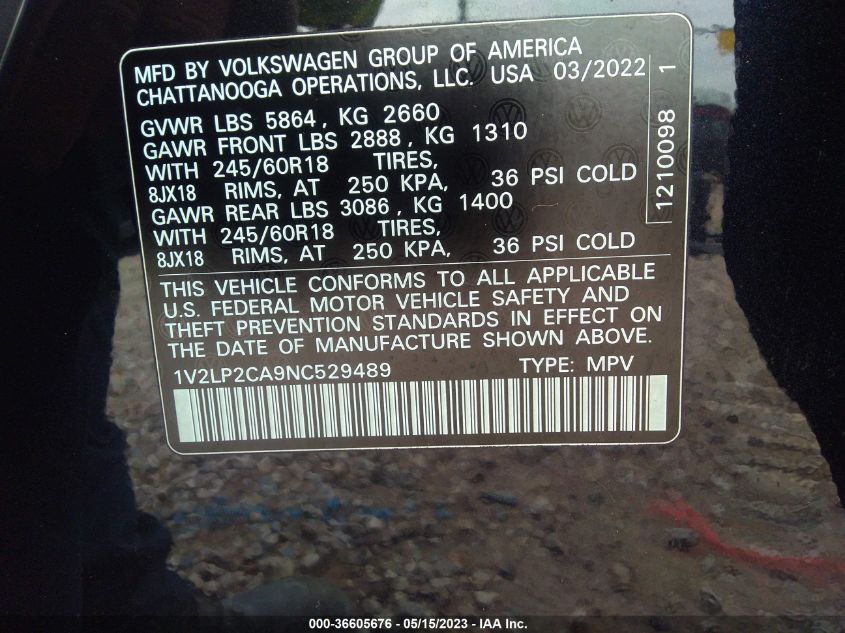 MFD BY VOLKSWAGEN GROUP OF AMERICA
CHATTANOOGA OPERATIONS, LLC. USA 03/2022
GVWR LBS 5864, KG 2660
GAWR FRONT LBS 2888, KG 1310
WITH 245/60R18 TIRES,
8JX18 RIMS, AT 250 KPA, 36 PSI COLD
GAWR REAR LBS 3086, KG 1400
WITH 245/60R18 TIRES,
8JX18 RIMS, AT 250 KPA, 36 PSI COLD
1210098 1
THIS VEHICLE CONFORMS TO ALL APPLICABLE
U.S. FEDERAL MOTOR VEHICLE SAFETY AND
THEFT PREVENTION STANDARDS IN EFFECT ON
THE DATE OF MANUFACTURE SHOWN ABOVE.
1V2LP2CA9NC529489 TYPE: MPV
000-36605676 - 05/15/2023 - IAA Inc.